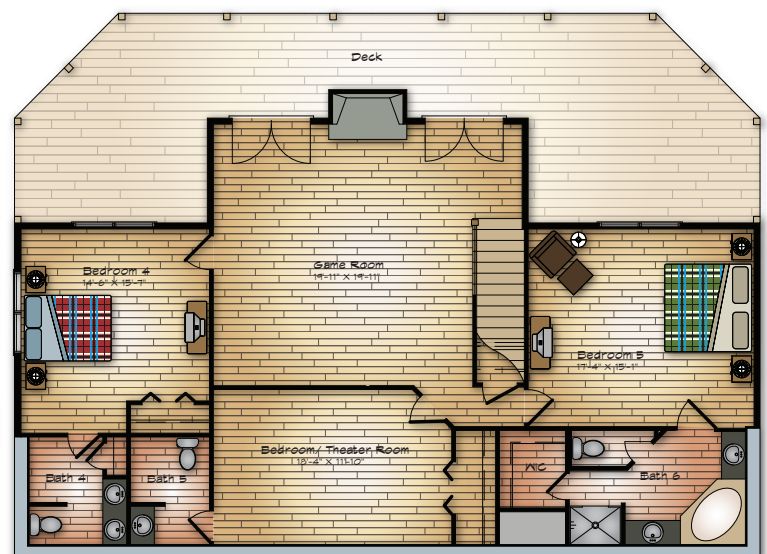 Deck
Game Room
19'-11" X 19'-11"
Bedroom 4
14'-6" X 15'-7"
Bedroom 5
17'-4" X 15'-1"
Bedroom/ Theater Room
18'-4" X 11'-10"
WIC
Bath 4
Bath 5
Bath 6